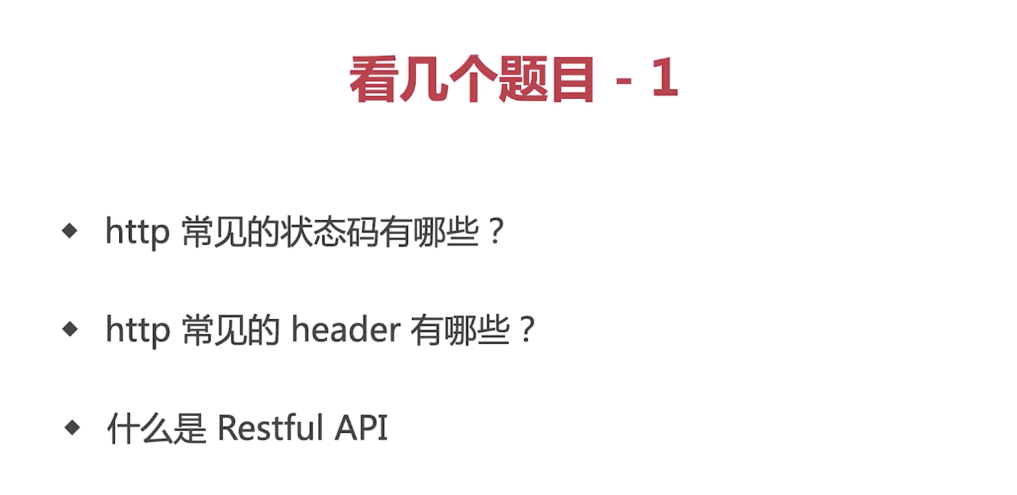 看几个题目 - 1
◆ http 常见的状态码有哪些？
◆ http 常见的 header 有哪些？
◆ 什么是 Restful API